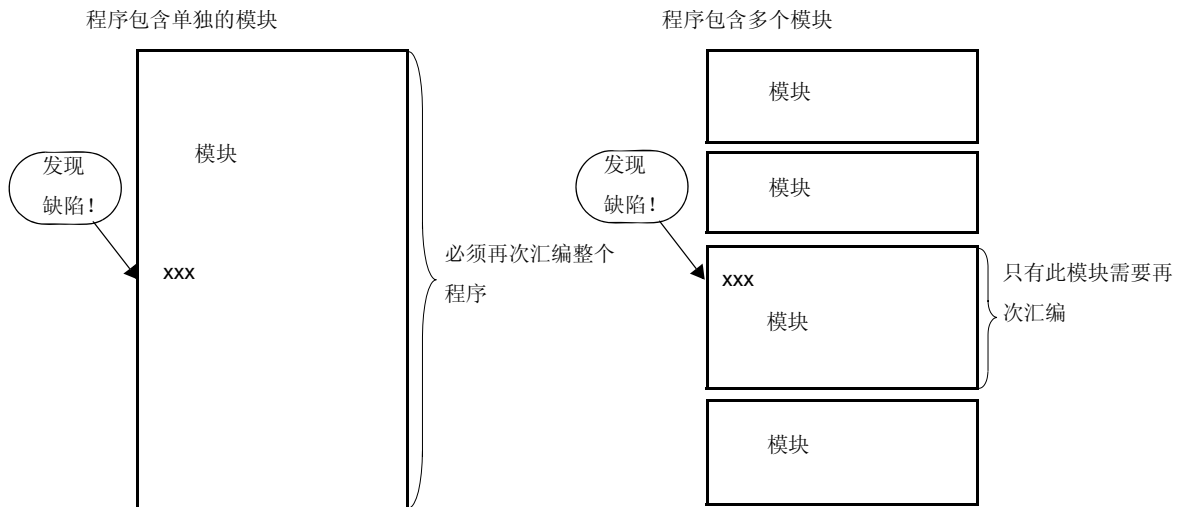 程序包含单独的模块
模块
发现
缺陷！
xxx
必须再次汇编整个
程序
程序包含多个模块
模块
模块
发现
缺陷！
xxx
模块
只有此模块需要再
次汇编
模块